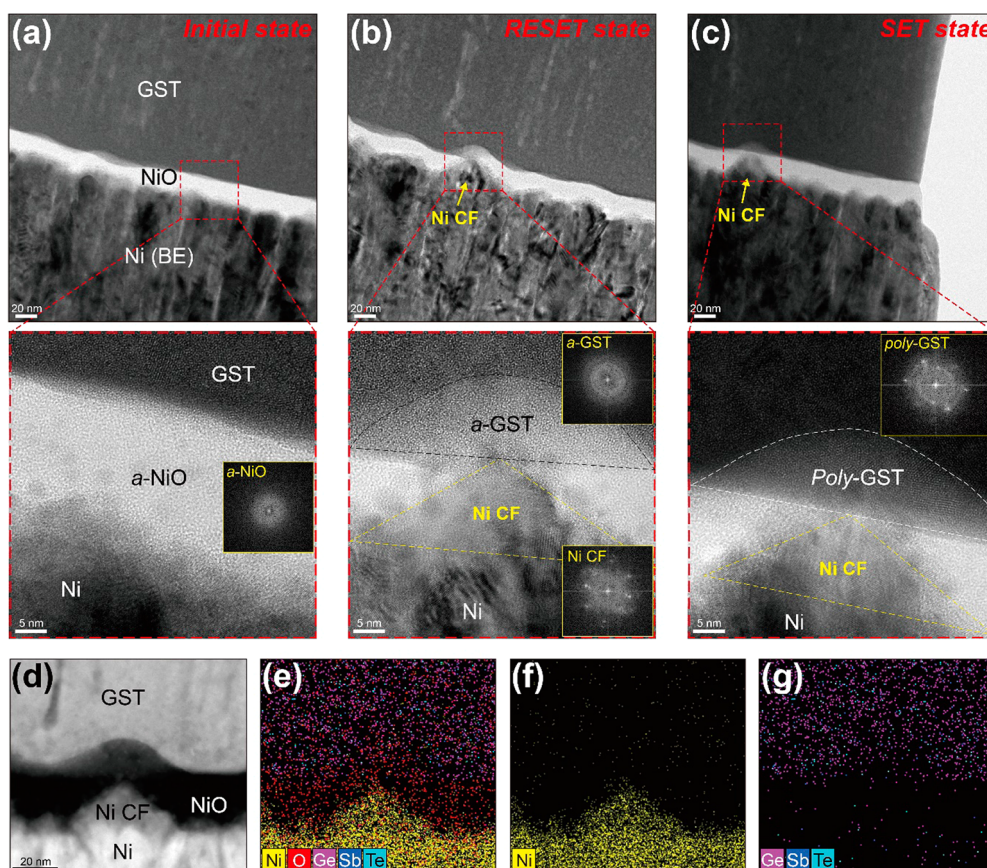 (a)
Initial state
GST
NiO
Ni (BE)
20 nm
(b)
RESET state
Ni CF
20 nm
(c)
SET state
Ni CF
20 nm
GST
a-NiO
a-NiO
Ni
5 nm
a-GST
a-GST
Ni CF
Ni CF
Ni
5 nm
poly-GST
Poly-GST
Ni CF
Ni
5 nm
(d)
GST
Ni CF
NiO
Ni
20 nm
(e)
Ni O Ge Sb Te
(f)
Ni
(g)
Ge Sb Te